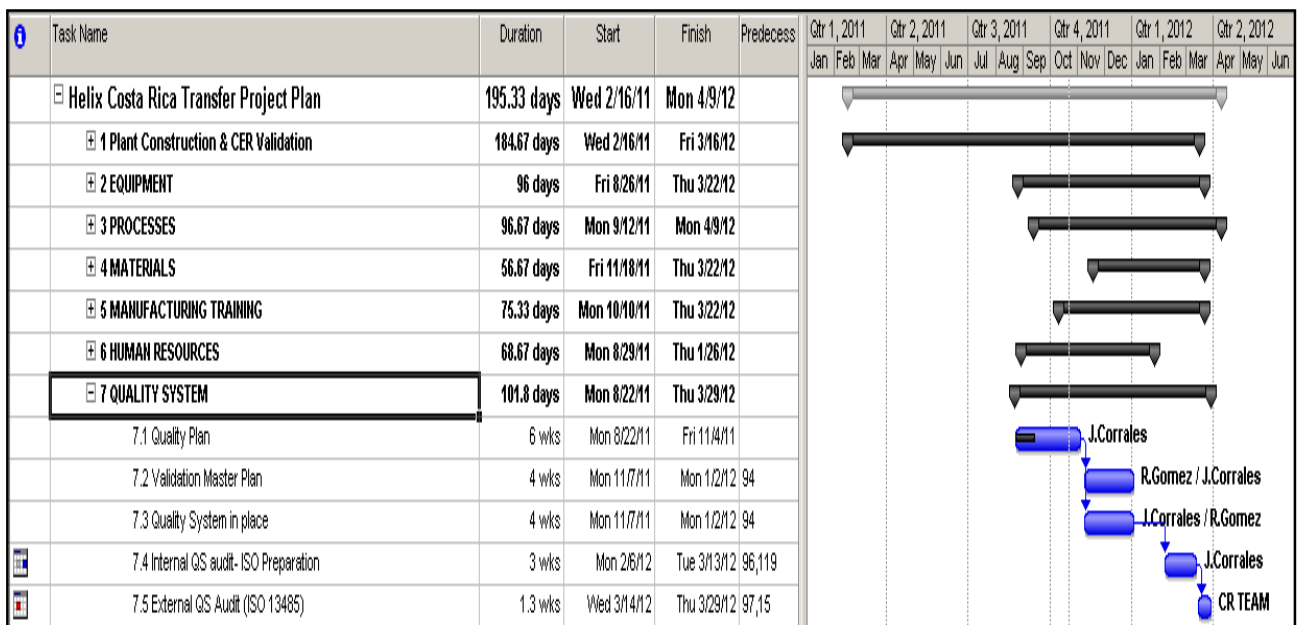 Task Name Duration Start Finish Predecess Qtr 1, 2011 Qtr 2, 2011 Qtr 3, 2011 Qtr 4, 2011 Qtr 1, 2012 Qtr 2, 2012
Jan Feb Mar Apr May Jun Jul Aug Sep Oct Nov Dec Jan Feb Mar Apr May Jun
Helix Costa Rica Transfer Project Plan 195.33 days Wed 2/16/11 Mon 4/9/12
1 Plant Construction & CER Validation 184.67 days Wed 2/16/11 Fri 3/16/12
2 EQUIPMENT 96 days Fri 8/26/11 Thu 3/22/12
3 PROCESSES 96.67 days Mon 9/12/11 Mon 4/9/12
4 MATERIALS 56.67 days Fri 11/18/11 Thu 3/22/12
5 MANUFACTURING TRAINING 75.33 days Mon 10/10/11 Thu 3/22/12
6 HUMAN RESOURCES 68.67 days Mon 8/29/11 Thu 1/26/12
7 QUALITY SYSTEM 101.8 days Mon 8/22/11 Thu 3/29/12
7.1 Quality Plan 6 wks Mon 8/22/11 Fri 11/4/11 J.Corrales
7.2 Validation Master Plan 4 wks Mon 11/7/11 Mon 1/2/12 94 R.Gomez / J.Corrales
7.3 Quality System in place 4 wks Mon 11/7/11 Mon 1/2/12 94 J.Corrales / R.Gomez
7.4 Internal QS audit- ISO Preparation 3 wks Mon 2/6/12 Tue 3/13/12 96,119 J.Corrales
7.5 External QS Audit (ISO 13485) 1.3 wks Wed 3/14/12 Thu 3/29/12 97,15 CR TEAM